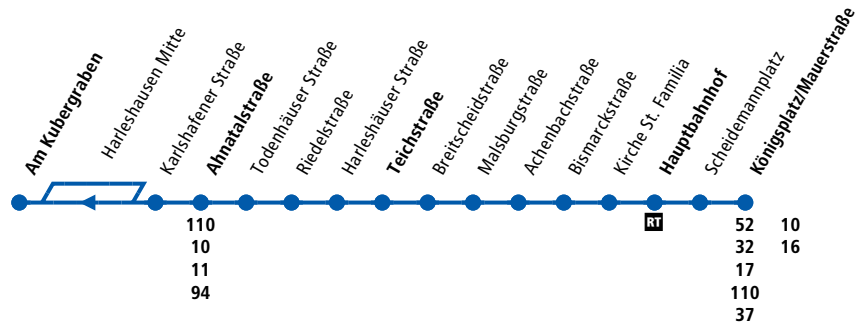 Am Kubergraben
Harleshausen Mitte
Karlshafener Straße
Ahnatalstraße
Todenhäuser Straße
Riedelstraße
Harleshäuser Straße
Teichstraße
Breitscheidstraße
Malsburgstraße
Achenbachstraße
Bismarckstraße
Kirche St. Familia
Hauptbahnhof
Scheidemannplatz
Königsplatz/Mauerstraße
110
10
11
94
RT
52 10
32 16
17
110
37